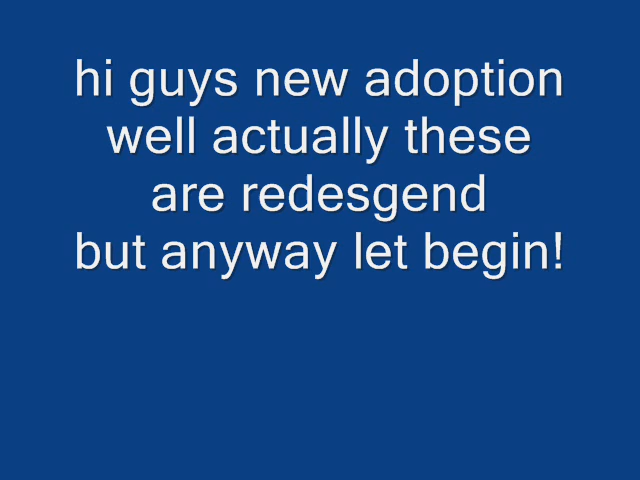 hi guys new adoption
well actually these
are redesgend
but anyway let begin!